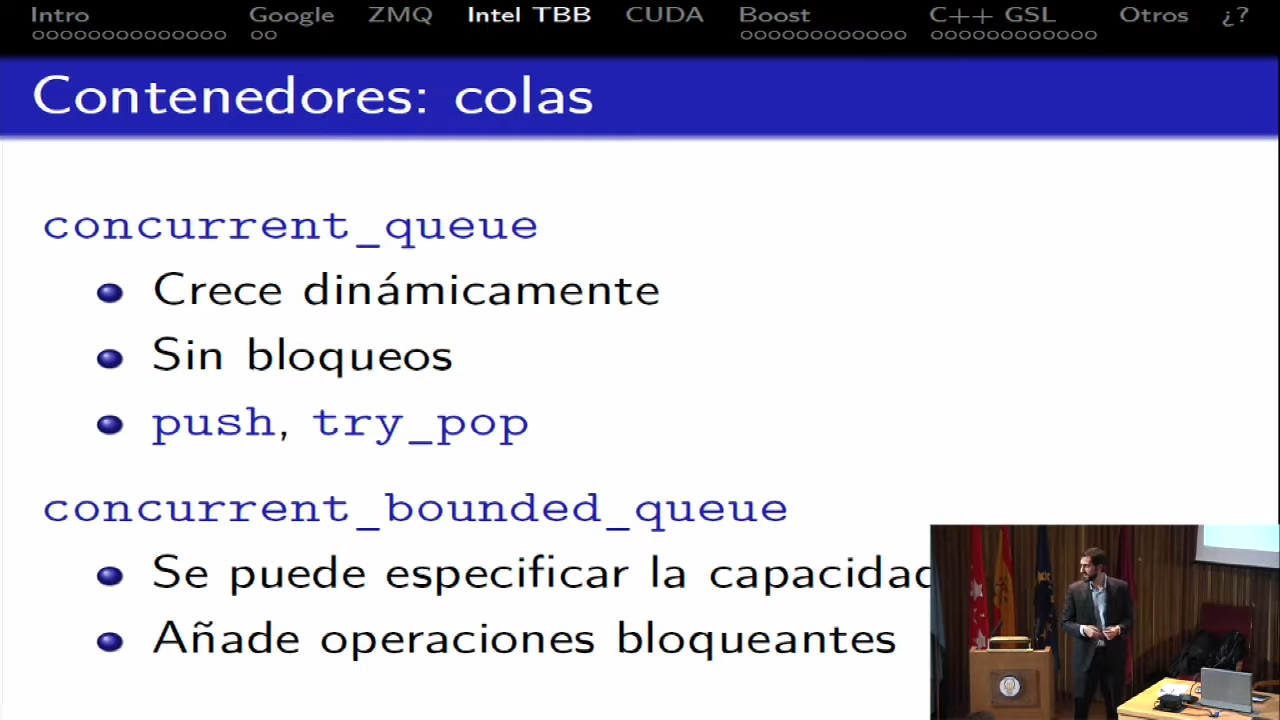 Intro Google ZMQ Intel TBB CUDA Boost C++ GSL Otros ¿?
Contenedores: colas
concurrent_queue
Crece dinámicamente
Sin bloqueos
push, try_pop
concurrent_bounded_queue
Se puede especificar la capacidad
Añade operaciones bloqueantes